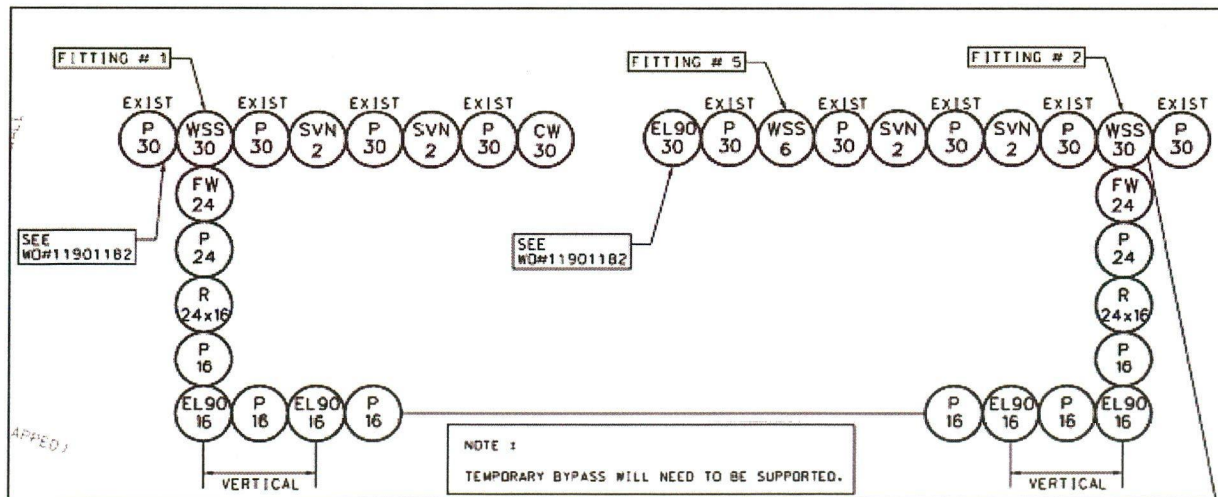 FITTING # 1
FITTING # 5
FITTING # 2
EXIST EXIST EXIST EXIST
P 30 WSS 30 P 30 SVN 2 P 30 SVN 2 P 30 CW 30
EXIST EXIST EXIST EXIST EXIST
EL90 30 P 30 WSS 6 P 30 SVN 2 P 30 SVN 2 P 30 WSS 30 P 30
FW 24
P 24
R 24x16
P 16
EL90 16 P 16 EL90 16 P 16
FW 24
P 24
R 24x16
P 16
P 16 EL90 16 P 16 EL90 16
SEE
WO#11901182
SEE
WO#11901182
VERTICAL
NOTE :
TEMPORARY BYPASS WILL NEED TO BE SUPPORTED.
VERTICAL
APPED)